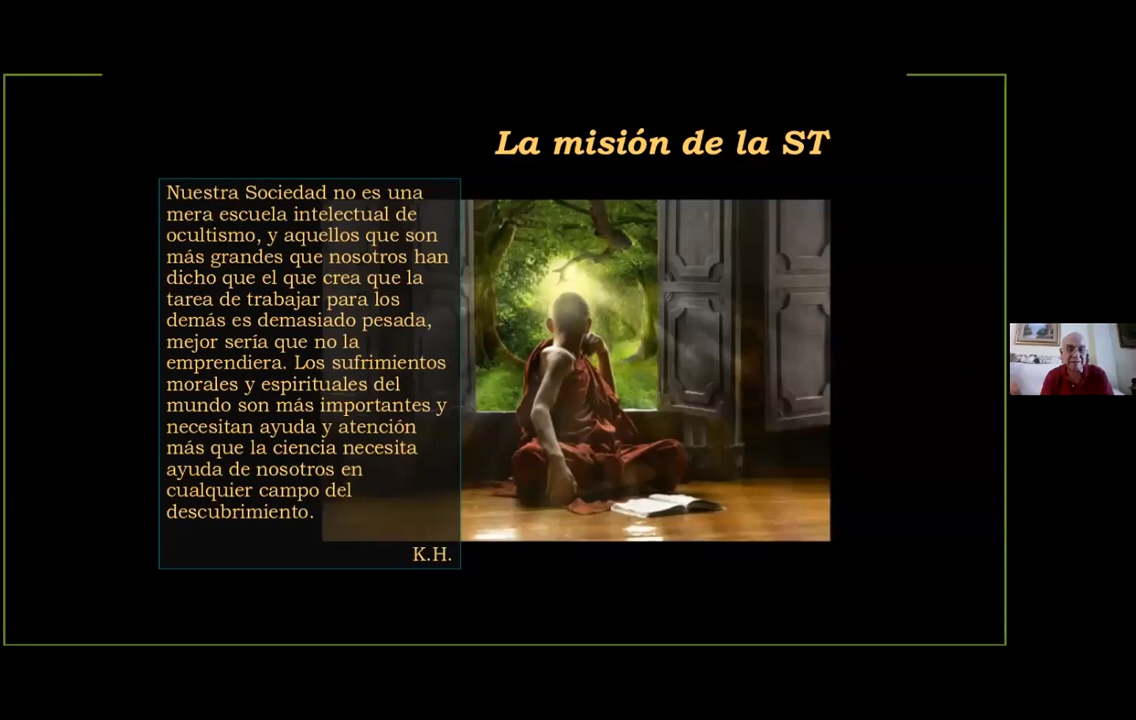 La misión de la ST
Nuestra Sociedad no es una
mera escuela intelectual de
ocultismo, y aquellos que son
más grandes que nosotros han
dicho que el que crea que la
tarea de trabajar para los
demás es demasiado pesada,
mejor sería que no la
emprendiera. Los sufrimientos
morales y espirituales del
mundo son más importantes y
necesitan ayuda y atención
más que la ciencia necesita
ayuda de nosotros en
cualquier campo del
descubrimiento.
K.H.